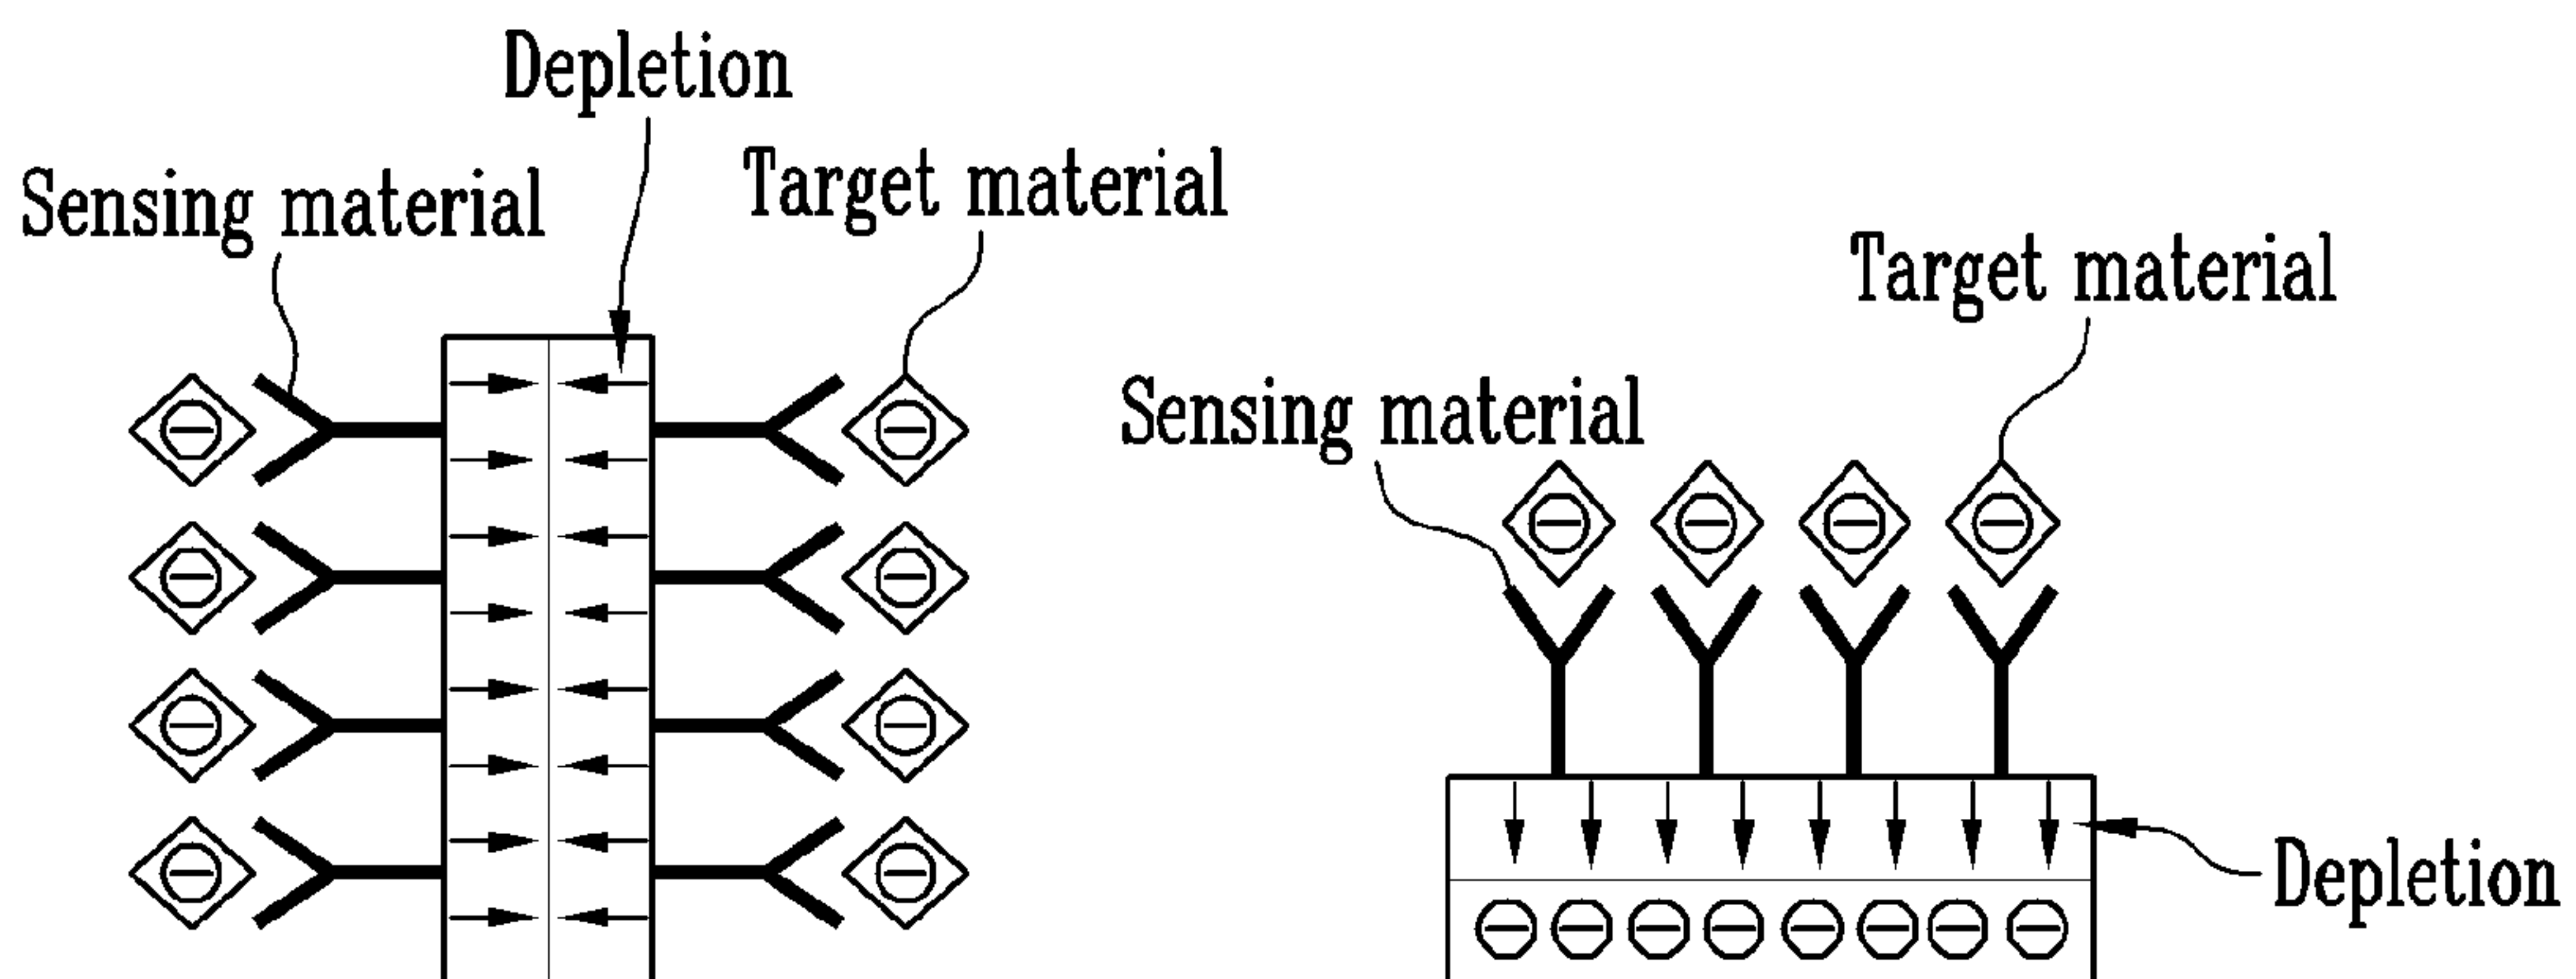 Depletion
Sensing material
Target material
Target material
Sensing material
Depletion